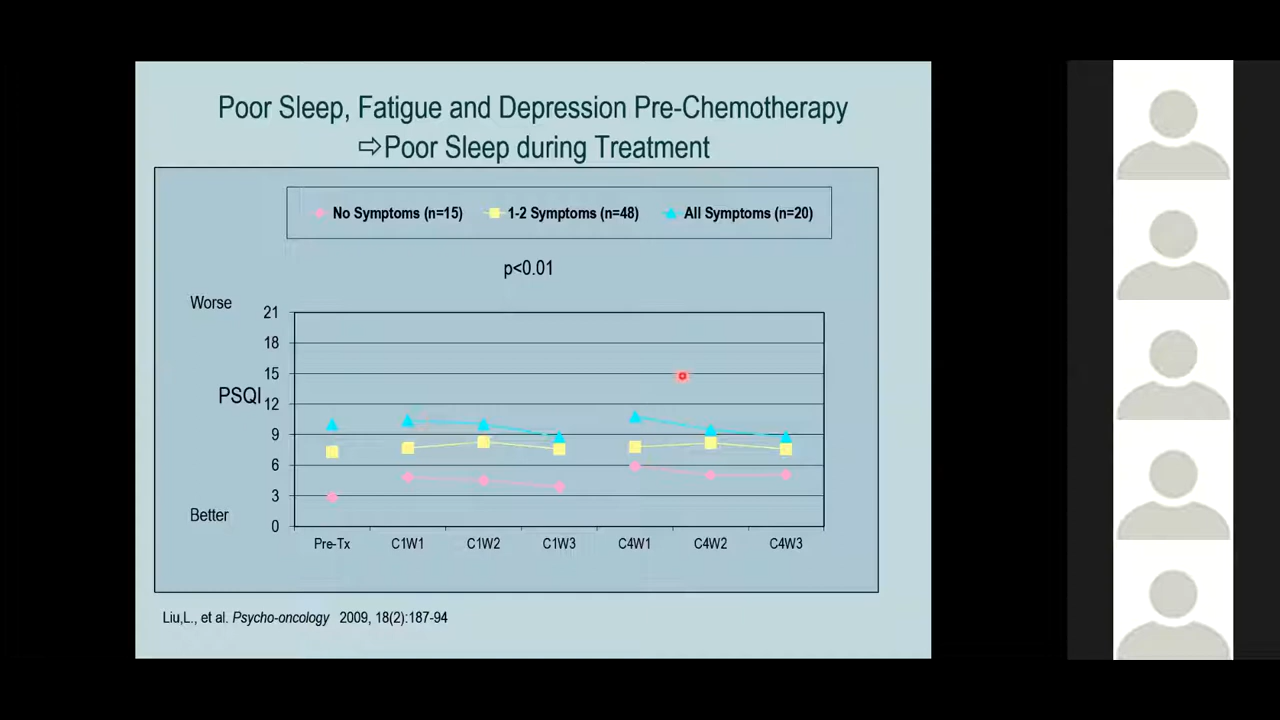 Poor Sleep, Fatigue and Depression Pre-Chemotherapy
⇨Poor Sleep during Treatment
No Symptoms (n=15) 1-2 Symptoms (n=48) All Symptoms (n=20)
p<0.01
Worse
21
18
15
PSQI
12
9
6
3
Better
0
Pre-Tx C1W1 C1W2 C1W3 C4W1 C4W2 C4W3
Liu,L., et al. Psycho-oncology 2009, 18(2):187-94